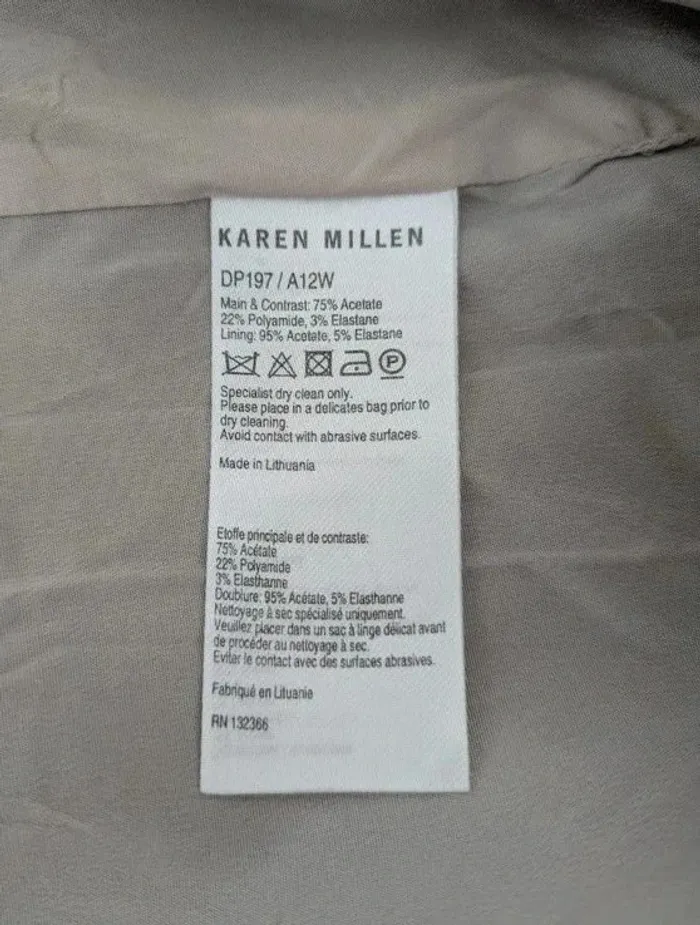 KAREN MILLEN
DP197 / A12W
Main & Contrast: 75% Acetate
22% Polyamide, 3% Elastane
Lining: 95% Acetate, 5% Elastane
P
Specialist dry clean only.
Please place in a delicates bag prior to
dry cleaning.
Avoid contact with abrasive surfaces.
Made in Lithuania
Etoffe principale et de contraste:
75% Acétate
22% Polyamide
3% Elasthanne
Doublure: 95% Acétate, 5% Elasthanne
Nettoyage à sec spécialisé uniquement.
Veuillez placer dans un sac à linge délicat avant
de procéder au nettoyage à sec.
Eviter le contact avec des surfaces abrasives.
Fabriqué en Lituanie
RN 132366